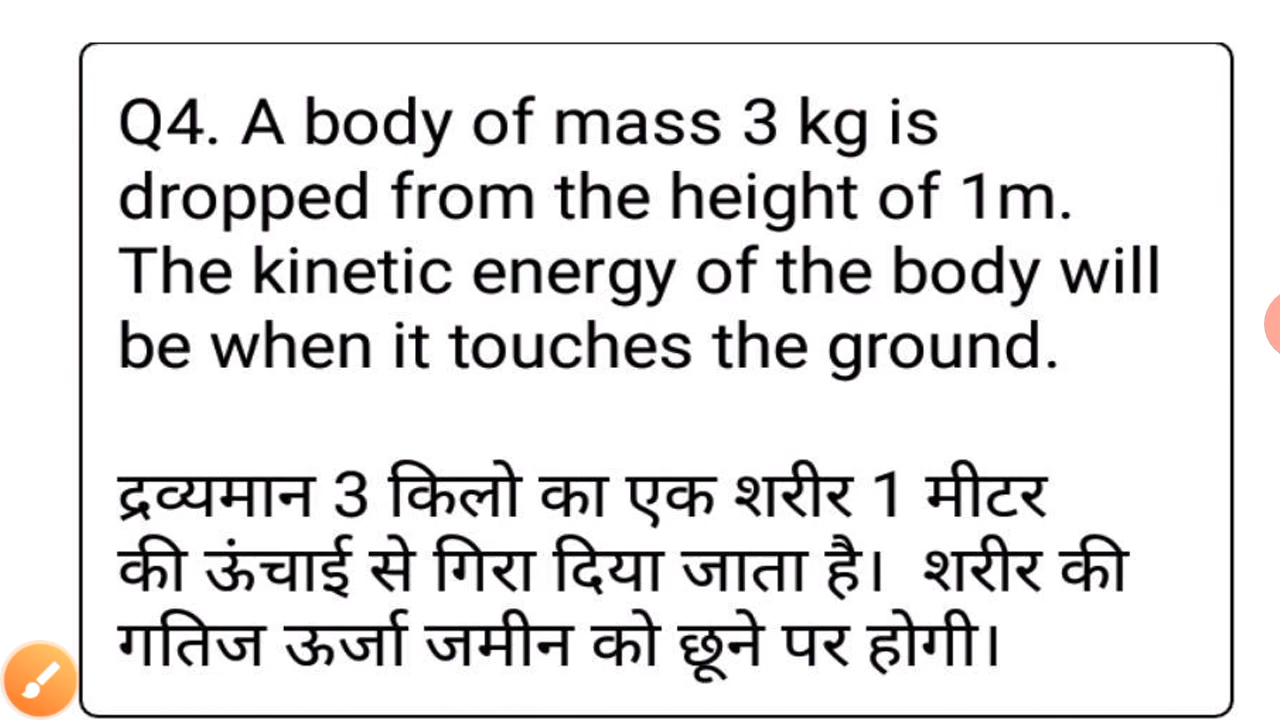 Q4. A body of mass 3 kg is
dropped from the height of 1m.
The kinetic energy of the body will
be when it touches the ground.
द्रव्यमान 3 किलो का एक शरीर 1 मीटर
की ऊंचाई से गिरा दिया जाता है। शरीर की
गतिज ऊर्जा जमीन को छूने पर होगी।